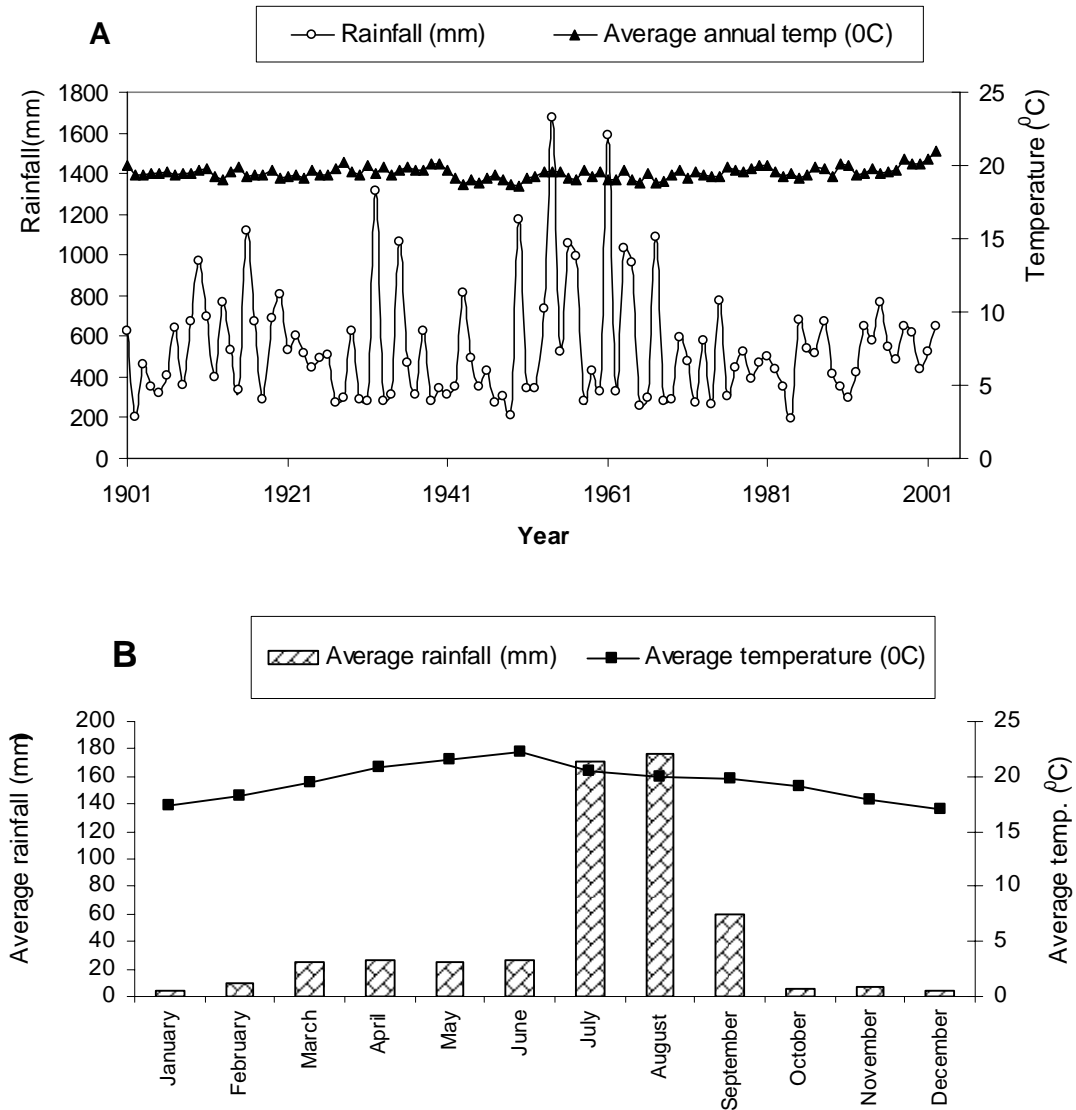 A
Rainfall (mm) Average annual temp (0C)
Rainfall(mm)
1800
1600
1400
1200
1000
800
600
400
200
0
25
20
15
10
5
0
Temperature (⁰C)
1901 1921 1941 1961 1981 2001
Year
B
Average rainfall (mm) Average temperature (0C)
Average rainfall (mm)
200
180
160
140
120
100
80
60
40
20
0
25
20
15
10
5
0
Average temp. (⁰C)
January
February
March
April
May
June
July
August
September
October
November
December